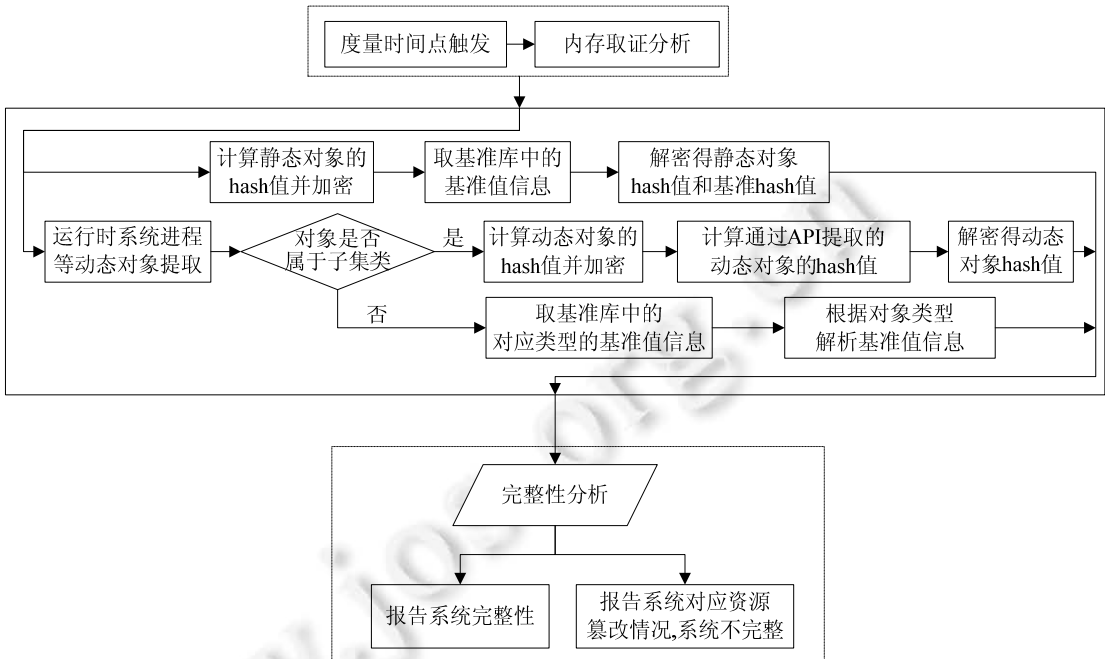 度量时间点触发
内存取证分析
计算静态对象的
hash值并加密
取基准库中的
基准值信息
解密得静态对象
hash值和基准hash值
运行时系统进程
等动态对象提取
对象是否
属于子集类
是
计算动态对象的
hash值并加密
计算通过API提取的
动态对象的hash值
解密得动态
对象hash值
否
取基准库中的
对应类型的基准值信息
根据对象类型
解析基准值信息
完整性分析
报告系统完整性
报告系统对应资源
篡改情况,系统不完整
.jos.org.cn